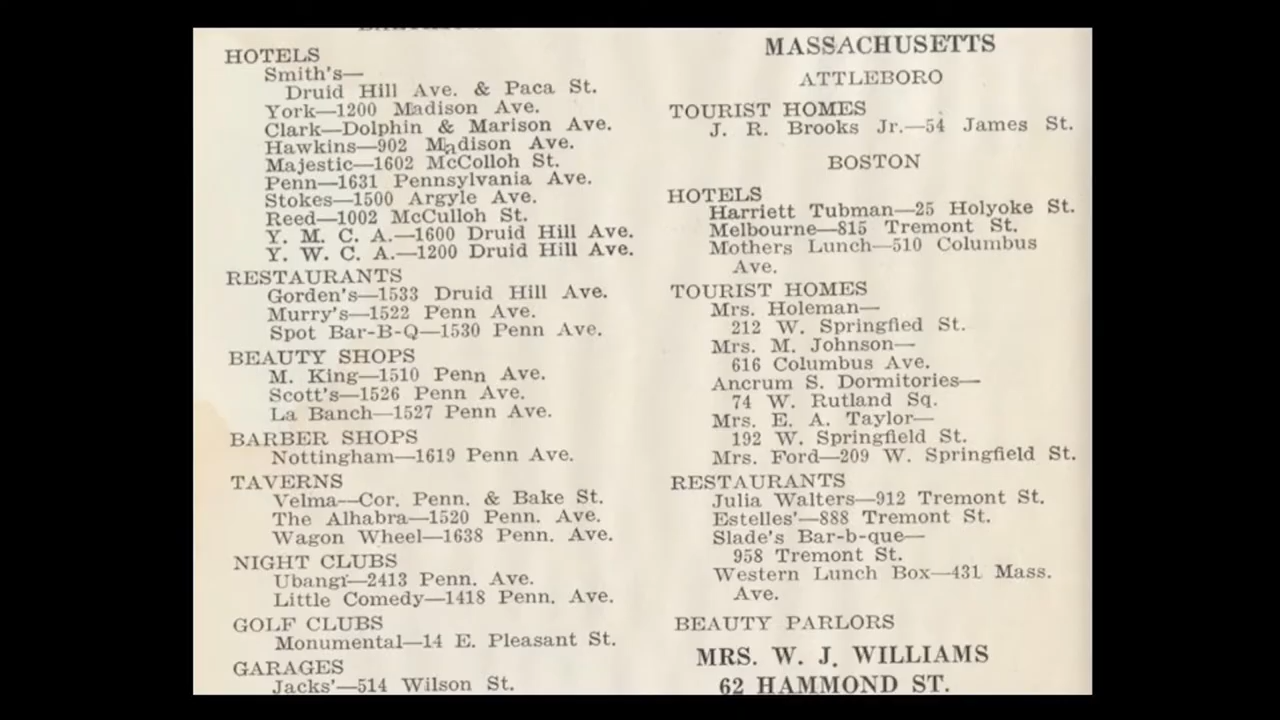 HOTELS
Smith's—
Druid Hill Ave. & Paca St.
York—1200 Madison Ave.
Clark—Dolphin & Marison Ave.
Hawkins—902 Madison Ave.
Majestic—1602 McColloh St.
Penn—1631 Pennsylvania Ave.
Stokes—1500 Argyle Ave.
Reed—1002 McCulloh St.
Y. M. C. A.—1600 Druid Hill Ave.
Y. W. C. A.—1200 Druid Hill Ave.
RESTAURANTS
Gorden's—1533 Druid Hill Ave.
Murry's—1522 Penn Ave.
Spot Bar-B-Q—1530 Penn Ave.
BEAUTY SHOPS
M. King—1510 Penn Ave.
Scott's—1526 Penn Ave.
La Banch—1527 Penn Ave.
BARBER SHOPS
Nottingham—1619 Penn Ave.
TAVERNS
Velma—Cor. Penn. & Bake St.
The Alhabra—1520 Penn. Ave.
Wagon Wheel—1638 Penn. Ave.
NIGHT CLUBS
Ubangi—2413 Penn. Ave.
Little Comedy—1418 Penn. Ave.
GOLF CLUBS
Monumental—14 E. Pleasant St.
GARAGES
Jacks'—514 Wilson St.
MASSACHUSETTS
ATTLEBORO
TOURIST HOMES
J. R. Brooks Jr.—54 James St.
BOSTON
HOTELS
Harriett Tubman—25 Holyoke St.
Melbourne—815 Tremont St.
Mothers Lunch—510 Columbus
Ave.
TOURIST HOMES
Mrs. Holeman—
212 W. Springfied St.
Mrs. M. Johnson—
616 Columbus Ave.
Ancrum S. Dormitories—
74 W. Rutland Sq.
Mrs. E. A. Taylor—
192 W. Springfield St.
Mrs. Ford—209 W. Springfield St.
RESTAURANTS
Julia Walters—912 Tremont St.
Estelles'—888 Tremont St.
Slade's Bar-b-que—
958 Tremont St.
Western Lunch Box—431 Mass.
Ave.
BEAUTY PARLORS
MRS. W. J. WILLIAMS
62 HAMMOND ST.